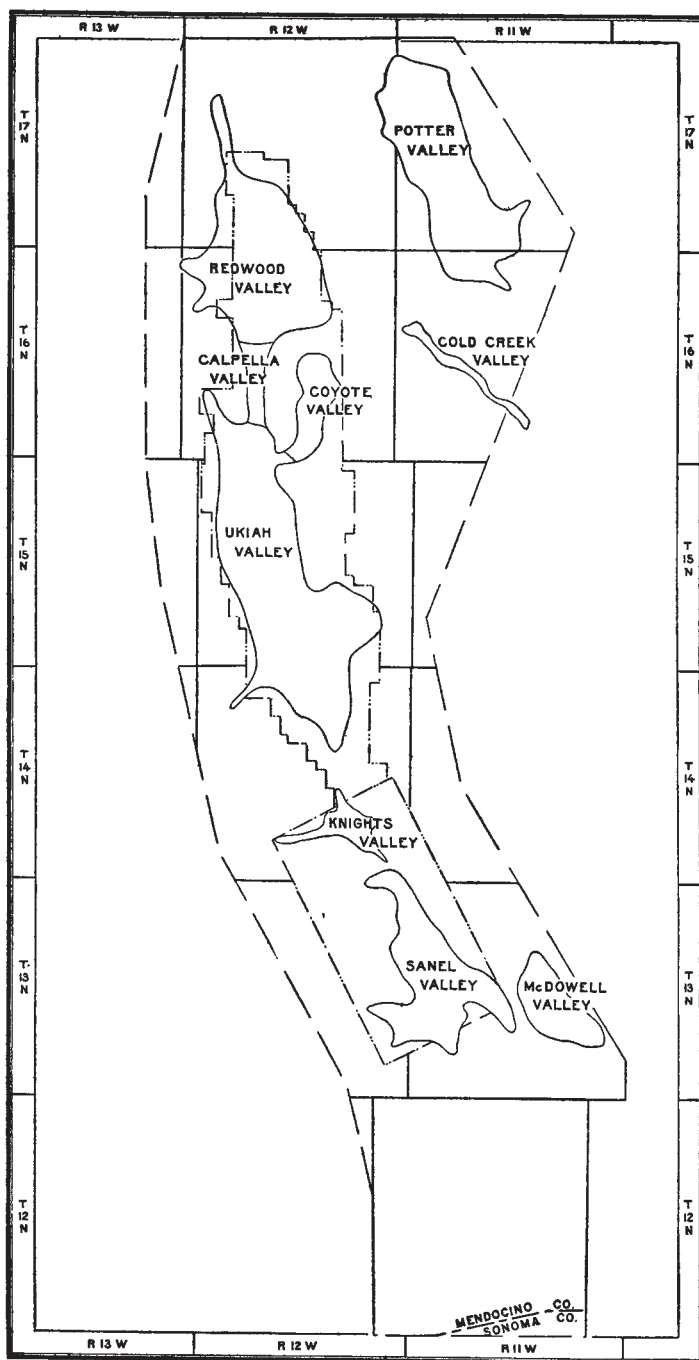 R 13 W
R 12 W
R 11 W
T
17
N
T
17
N
POTTER
VALLEY
REDWOOD
VALLEY
T
16
N
T
16
N
CALPELLA
VALLEY
COLD CREEK
VALLEY
COYOTE
VALLEY
T
15
N
T
15
N
UKIAH
VALLEY
T
14
N
T
14
N
KNIGHTS
VALLEY
T
13
N
T
13
N
SANEL
VALLEY
McDOWELL
VALLEY
T
12
N
T
12
N
MENDOCINO CO.
SONOMA CO.
R 13 W
R 12 W
R 11 W